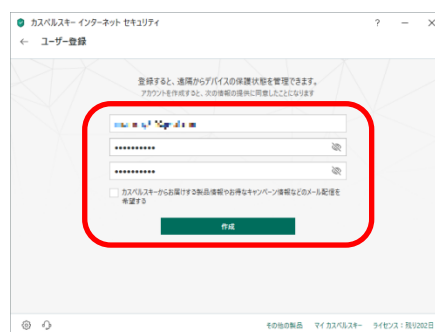 カスペルスキー インターネット セキュリティ
? — ×
← ユーザー登録
登録すると、遠隔からデバイスの保護状態を管理できます。
アカウントを作成すると、次の情報の提供に同意したことになります
••••••••••
••••••••••
カスペルスキーからお届けする製品情報やお得なキャンペーン情報などのメール配信を
希望する
作成
その他の製品 マイ カスペルスキー ライセンス：残り202日